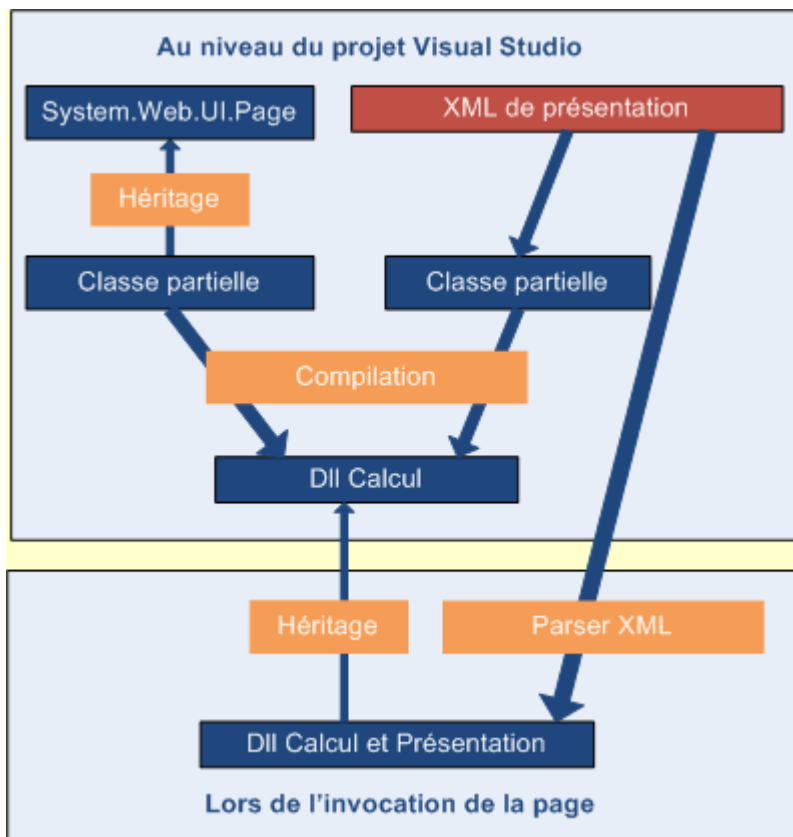 Au niveau du projet Visual Studio
System.Web.UI.Page
XML de présentation
Héritage
Classe partielle
Classe partielle
Compilation
Dll Calcul
Héritage
Parser XML
Dll Calcul et Présentation
Lors de l'invocation de la page